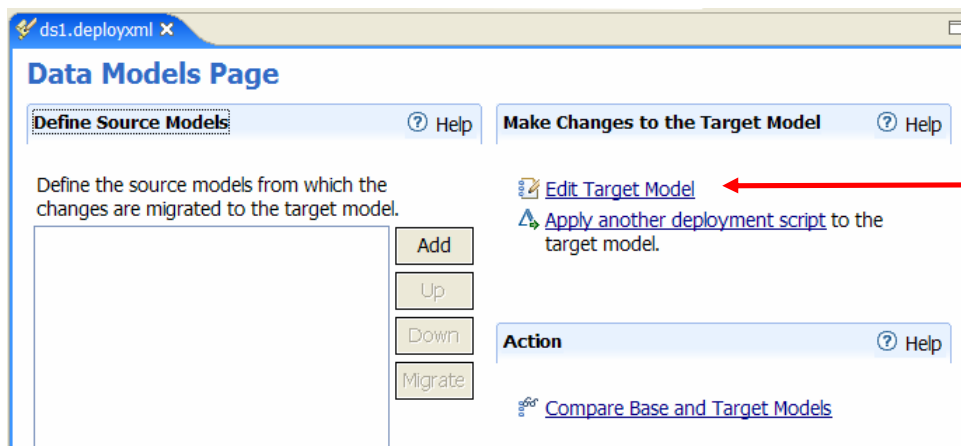 ds1.deployxml
Data Models Page
Define Source Models
Help
Define the source models from which the
changes are migrated to the target model.
Add
Up
Down
Migrate
Make Changes to the Target Model
Help
Edit Target Model
Apply another deployment script to the
target model.
Action
Help
Compare Base and Target Models